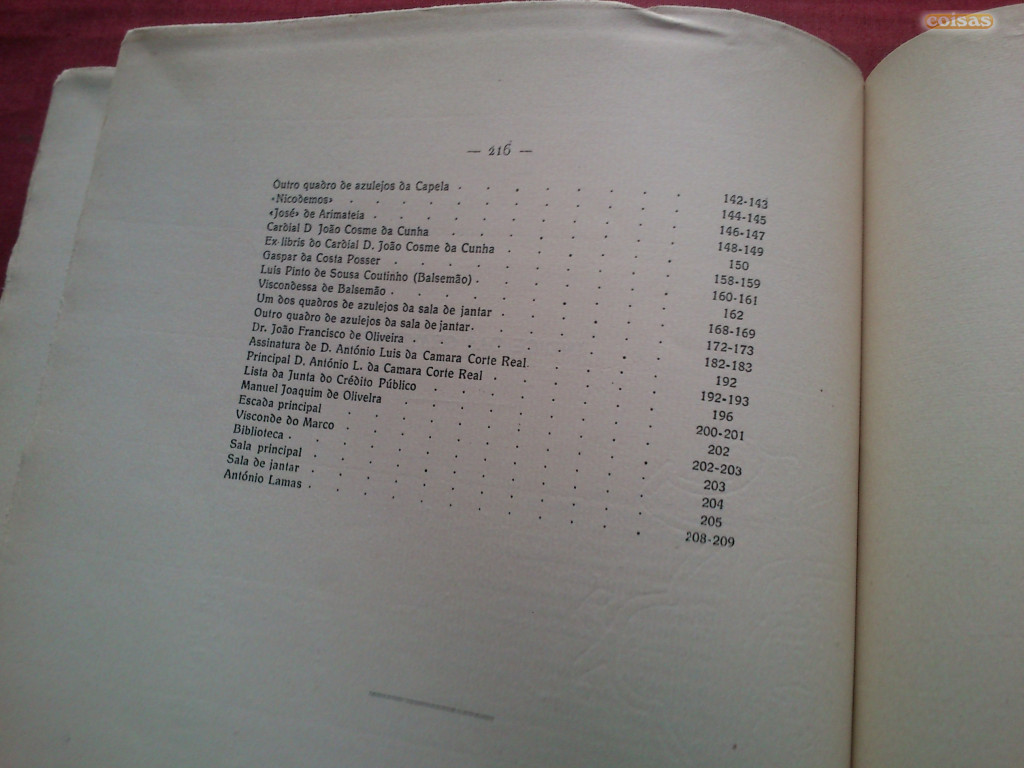 coisas
— 216 —
Outro quadro de azulejos da Capela . . . . . . . 142-143
«Nicodemos» . . . . . . . . . 144-145
«José» de Arimateia . . . . . . . . 146-147
Cardial D João Cosme da Cunha . . . . . . . 148-149
Ex-libris do Cardial D. João Cosme da Cunha . . . . . 150
Gaspar da Costa Posser . . . . . . . . 158-159
Luís Pinto de Sousa Coutinho (Balsemão) . . . . . . 160-161
Viscondessa de Balsemão . . . . . . . . 162
Um dos quadros de azulejos da sala de jantar . . . . . 168-169
Outro quadro de azulejos da sala de jantar . . . . . 172-173
Dr. João Francisco de Oliveira . . . . . . . 182-183
Assinatura de D. António Luis da Camara Corte Real . . . . 192
Principal D. António L. da Camara Corte Real . . . . . 192-193
Lista da Junta do Crédito Público . . . . . . . 196
Manuel Joaquim de Oliveira . . . . . . . 200-201
Escada principal . . . . . . . . . 202
Visconde do Marco . . . . . . . . . 202-203
Biblioteca . . . . . . . . . . 203
Sala principal . . . . . . . . . . 204
Sala de jantar . . . . . . . . . . 205
António Lamas . . . . . . . . . . 208-209